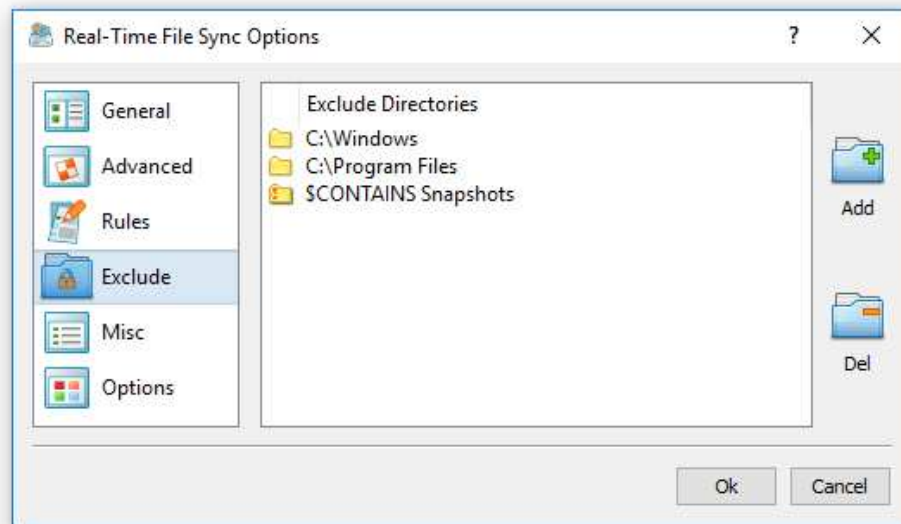 Real-Time File Sync Options
?
General
Advanced
Rules
Exclude
Misc
Options
Exclude Directories
C:\Windows
C:\Program Files
$CONTAINS Snapshots
Add
Del
Ok
Cancel